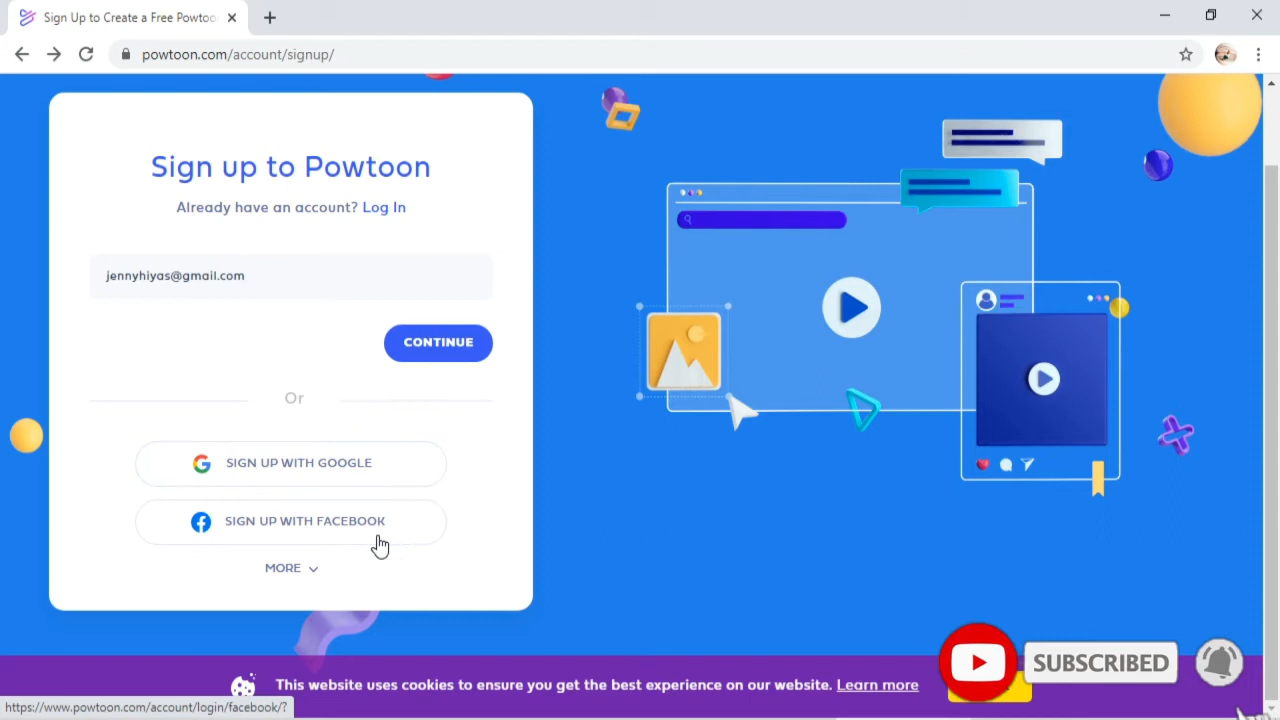 Sign Up to Create a Free Powtoo
powtoon.com/account/signup/
Sign up to Powtoon
Already have an account? Log In
jennyhiyas@gmail.com
CONTINUE
Or
SIGN UP WITH GOOGLE
SIGN UP WITH FACEBOOK
MORE
This website uses cookies to ensure you get the best experience on our website. Learn more
SUBSCRIBED
https://www.powtoon.com/account/login/facebook/?